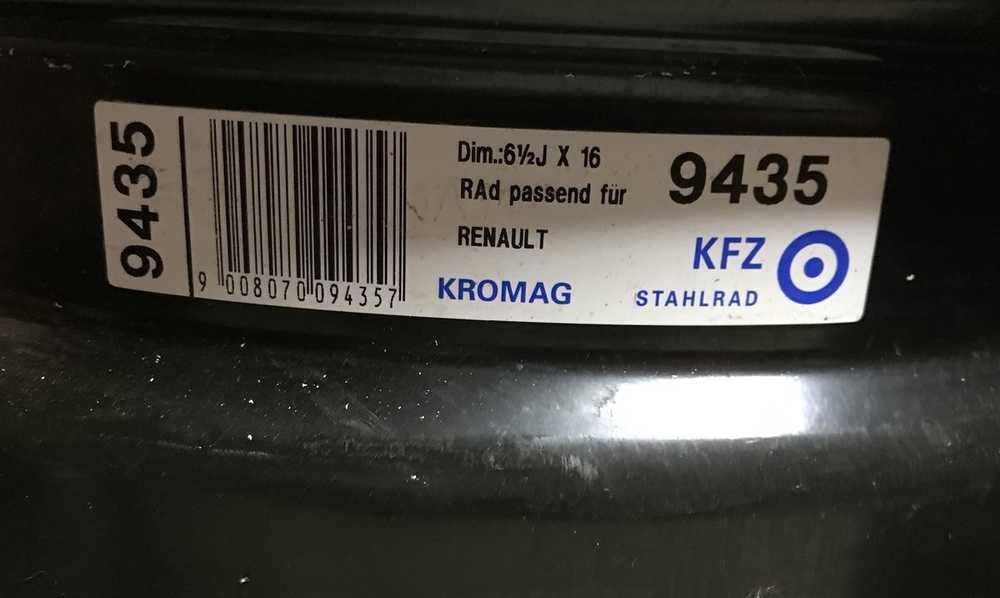 9435
9 008070 094357
Dim.:6½J X 16
RAd passend für
RENAULT
KROMAG
9435
KFZ
STAHLRAD